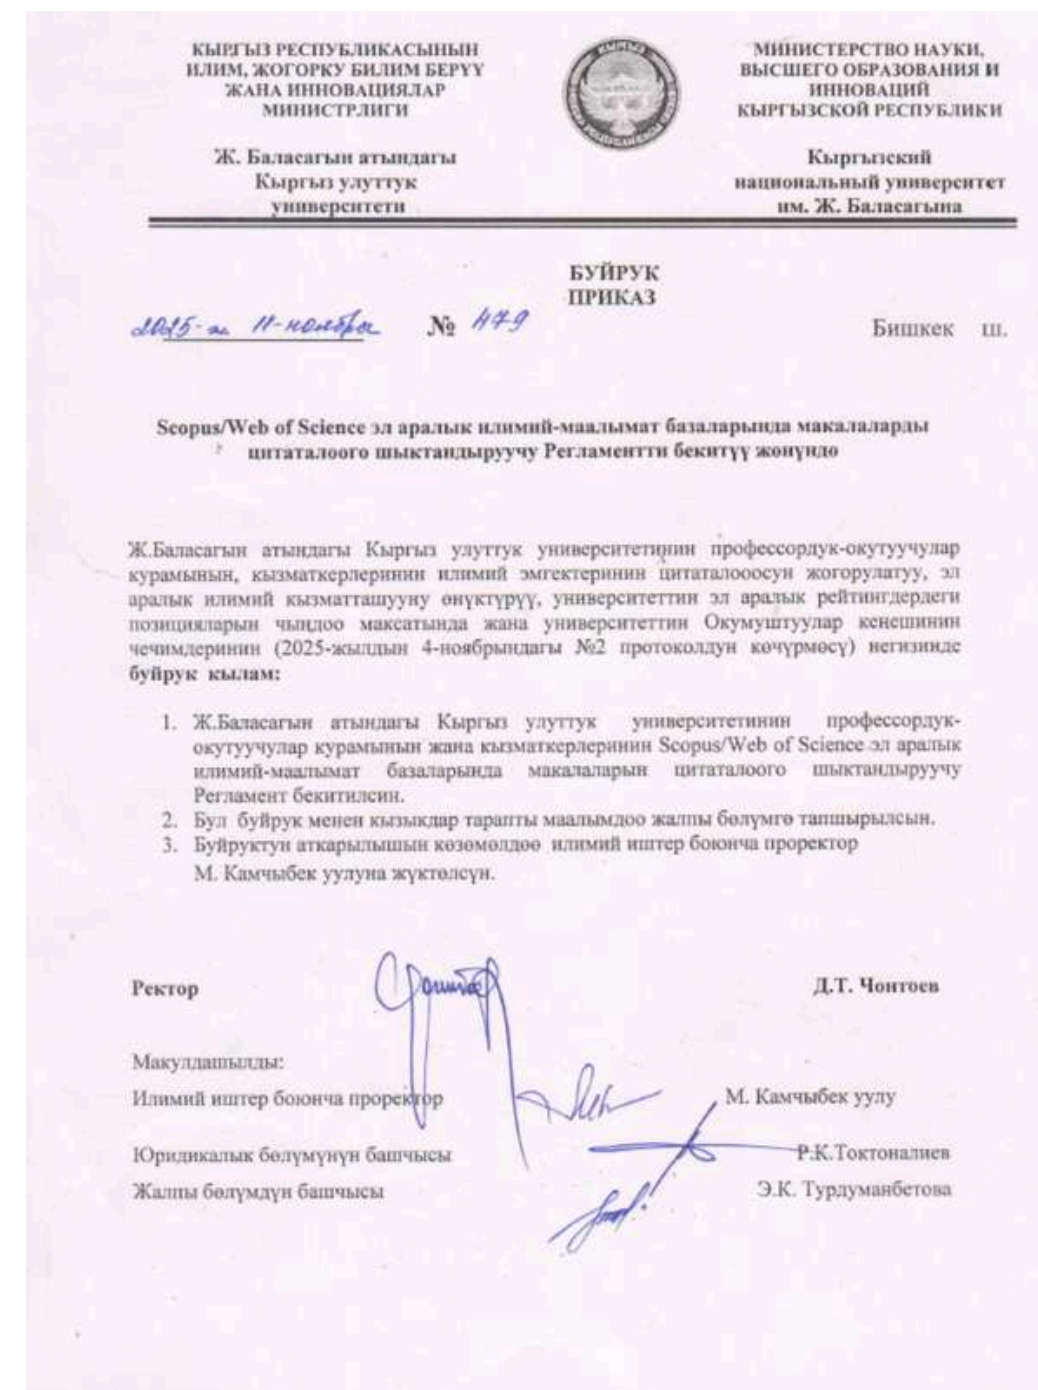 КЫРГЫЗ РЕСПУБЛИКАСЫНЫН
ИЛИМ, ЖОГОРКУ БИЛИМ БЕРҮҮ
ЖАНА ИННОВАЦИЯЛАР
МИНИСТРЛИГИ
Ж. Баласагын атындагы
Кыргыз улуттук
университети
МИНИСТЕРСТВО НАУКИ,
ВЫСШЕГО ОБРАЗОВАНИЯ И
ИННОВАЦИЙ
КЫРГЫЗСКОЙ РЕСПУБЛИКИ
Кыргызский
национальный университет
им. Ж. Баласагына
БУЙРУК
ПРИКАЗ
2025-ж. 11-ноябры № 479
Бишкек ш.
Scopus/Web of Science эл аралык илимий-маалымат базаларында макалаларды
цитаталоого шыктандыруучу Регламентти бекитүү жөнүндө
Ж.Баласагын атындагы Кыргыз улуттук университетинин профессордук-окутуучулар
курамынын, кызматкерлеринин илимий эмгектеринин цитаталооосун жогорулатуу, эл
аралык илимий кызматташууну өнүктүрүү, университеттин эл аралык рейтингдердеги
позицияларын чыңдоо максатында жана университеттин Окумуштуулар кеңешинин
чечимдеринин (2025-жылдын 4-ноябрындагы №2 протоколдун көчүрмөсү) негизинде
буйрук кылам:
1. Ж.Баласагын атындагы Кыргыз улуттук университетинин профессордук-
окутуучулар курамынын жана кызматкерлеринин Scopus/Web of Science эл аралык
илимий-маалымат базаларында макалаларын цитаталоого шыктандыруучу
Регламент бекитилсин.
2. Бул буйрук менен кызыкдар тарапты маалымдоо жалпы бөлүмгө тапшырылсын.
3. Буйруктун аткарылышын көзөмөлдөө илимий иштер боюнча проректор
М. Камчыбек уулуна жүктөлсүн.
Ректор Д.Т. Чонтоев
Макулдашылды:
Илимий иштер боюнча проректор М. Камчыбек уулу
Юридикалык бөлүмүнүн башчысы Р.К.Токтоналиев
Жалпы бөлүмдүн башчысы Э.К. Турдуманбетова